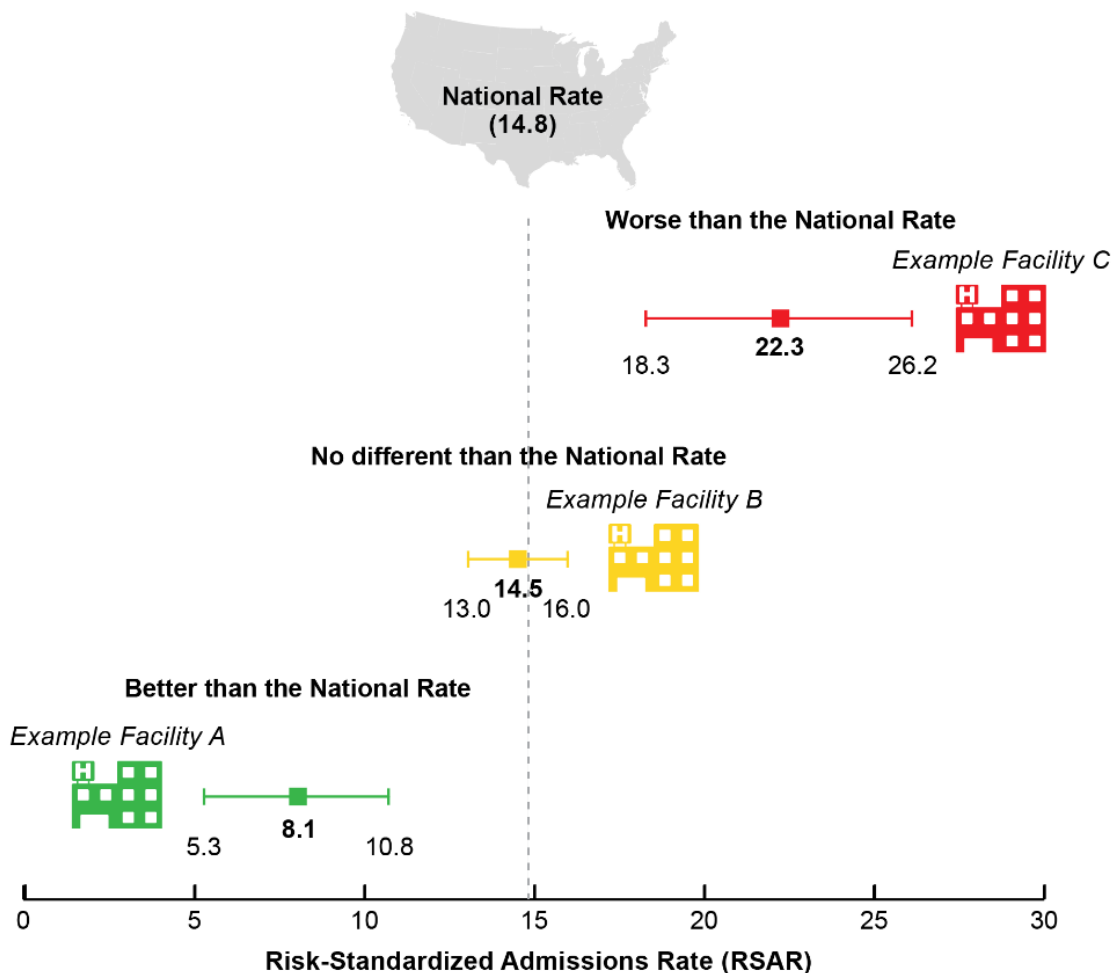 National Rate
(14.8)
Worse than the National Rate
Example Facility C
H
22.3
18.3 26.2
No different than the National Rate
Example Facility B
H
14.5
13.0 16.0
Better than the National Rate
Example Facility A
H
8.1
5.3 10.8
0 5 10 15 20 25 30
Risk-Standardized Admissions Rate (RSAR)